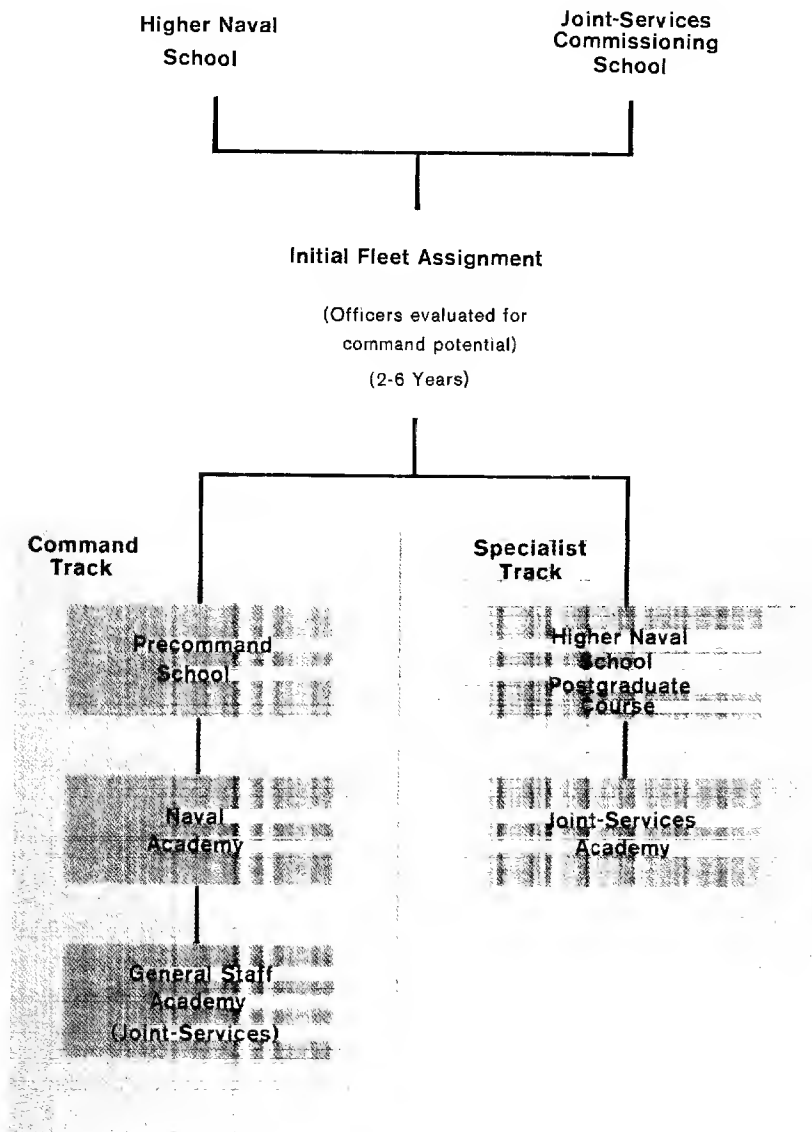 Higher Naval
School
Joint-Services
Commissioning
School
Initial Fleet Assignment
(Officers evaluated for
command potential)
(2-6 Years)
Command
Track
Precommand
School
Naval
Academy
General Staff
Academy
(Joint-Services)
Specialist
Track
Higher Naval
School
Postgraduate
Course
Joint-Services
Academy